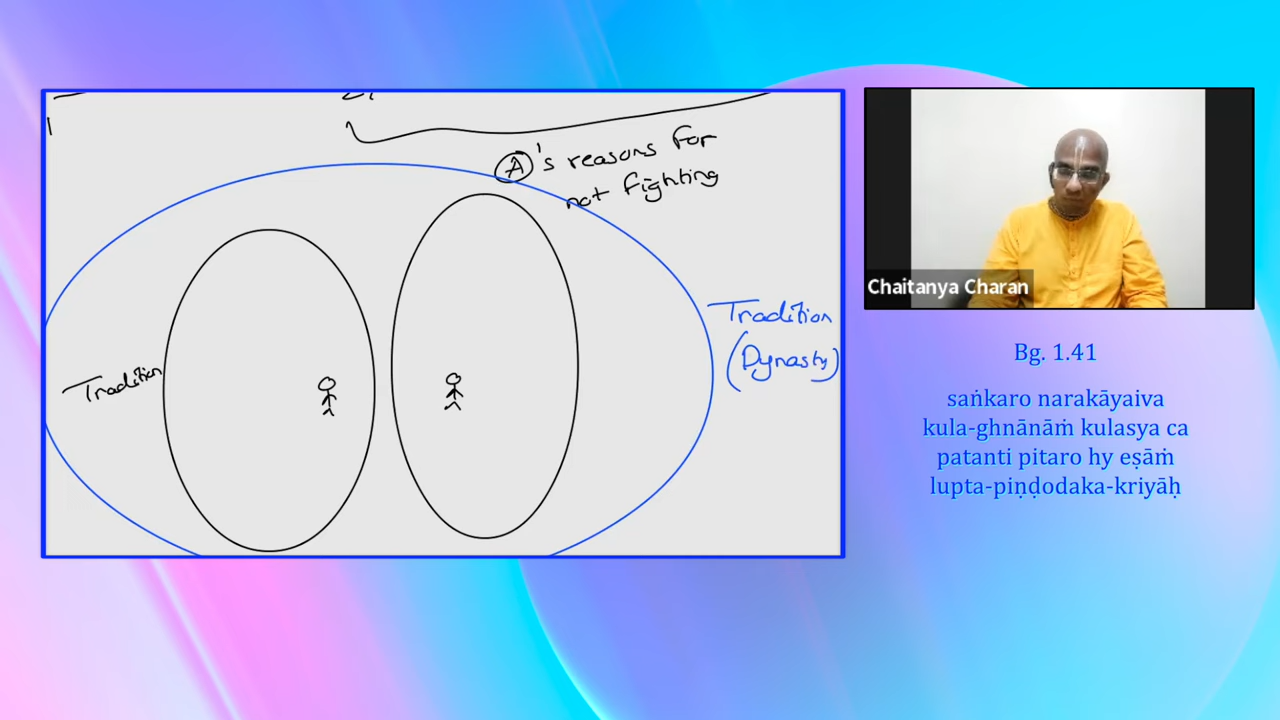 Ⓐ's reasons for
not fighting
Tradition
(Dynasty)
Tradition
Chaitanya Charan
Bg. 1.41
saṅkaro narakāyaiva
kula-ghnānāṁ kulasya ca
patanti pitaro hy eṣāṁ
lupta-piṇḍodaka-kriyāḥ